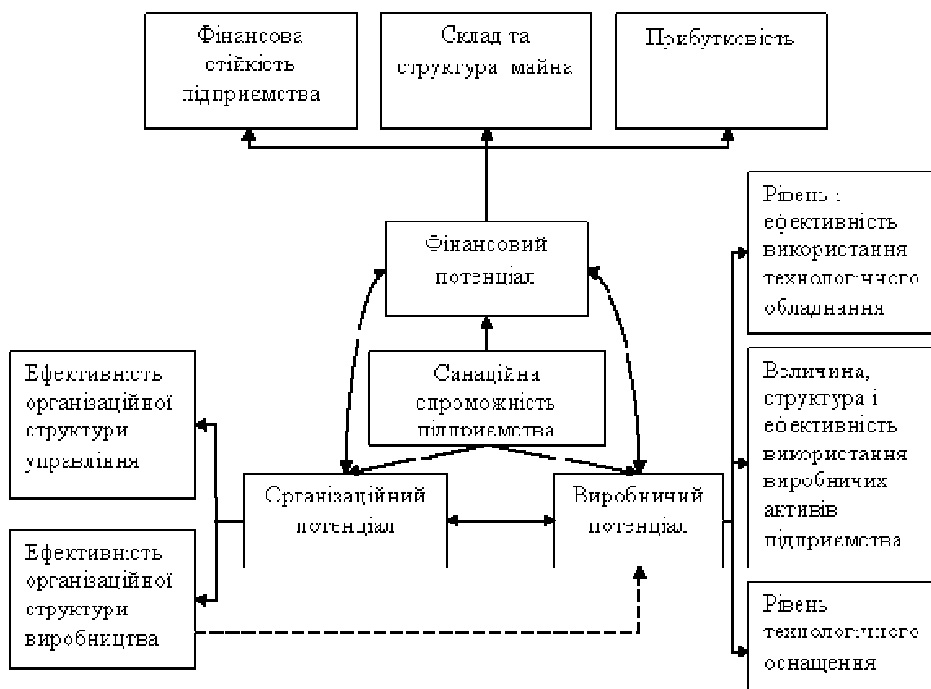 Фінансова
стійкість
підприємства
Склад та
структура майна
Прибутковість
Фінансовий
потенціал
Рівень і
ефективність
використання
технологічного
обладнання
Ефективність
організаційної
структури
управління
Санаційна
спроможність
підприємства
Величина,
структура і
ефективність
використання
виробничих
активів
підприємства
Організаційний
потенціал
Виробничий
потенціал
Ефективність
організаційної
структури
виробництва
Рівень
технологічного
оснащення